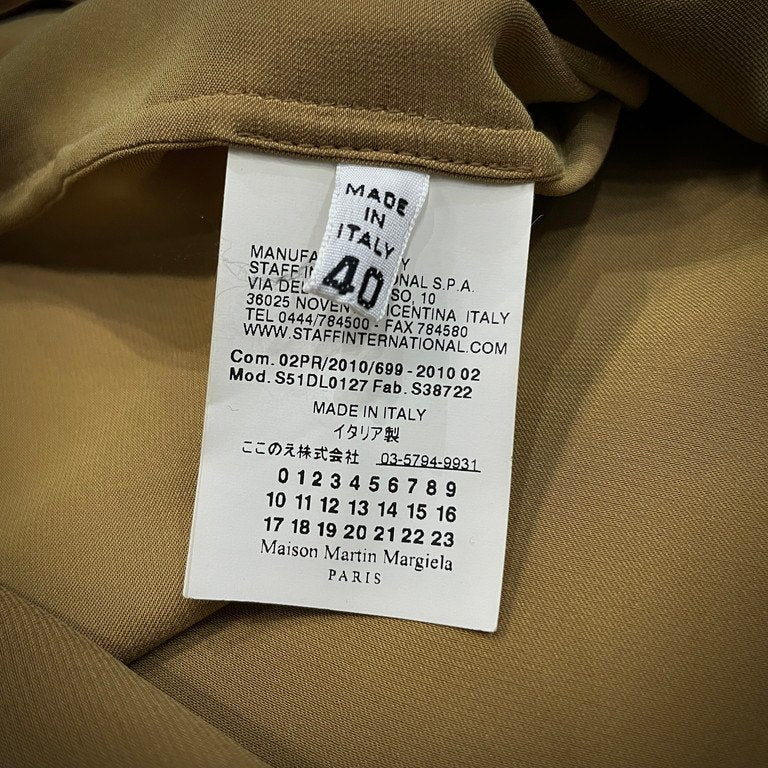 MADE
IN
ITALY
40
MANUFA Y
STAFF IN NAL S.P.A.
VIA DEL SO, 10
36025 NOVEN ICENTINA ITALY
TEL 0444/784500 - FAX 784580
WWW.STAFFINTERNATIONAL.COM
Com. 02PR/2010/699 - 2010 02
Mod. S51DL0127 Fab. S38722
MADE IN ITALY
イタリア製
ここのえ株式会社 03-5794-9931
0 1 2 3 4 5 6 7 8 9
10 11 12 13 14 15 16
17 18 19 20 21 22 23
Maison Martin Margiela
PARIS